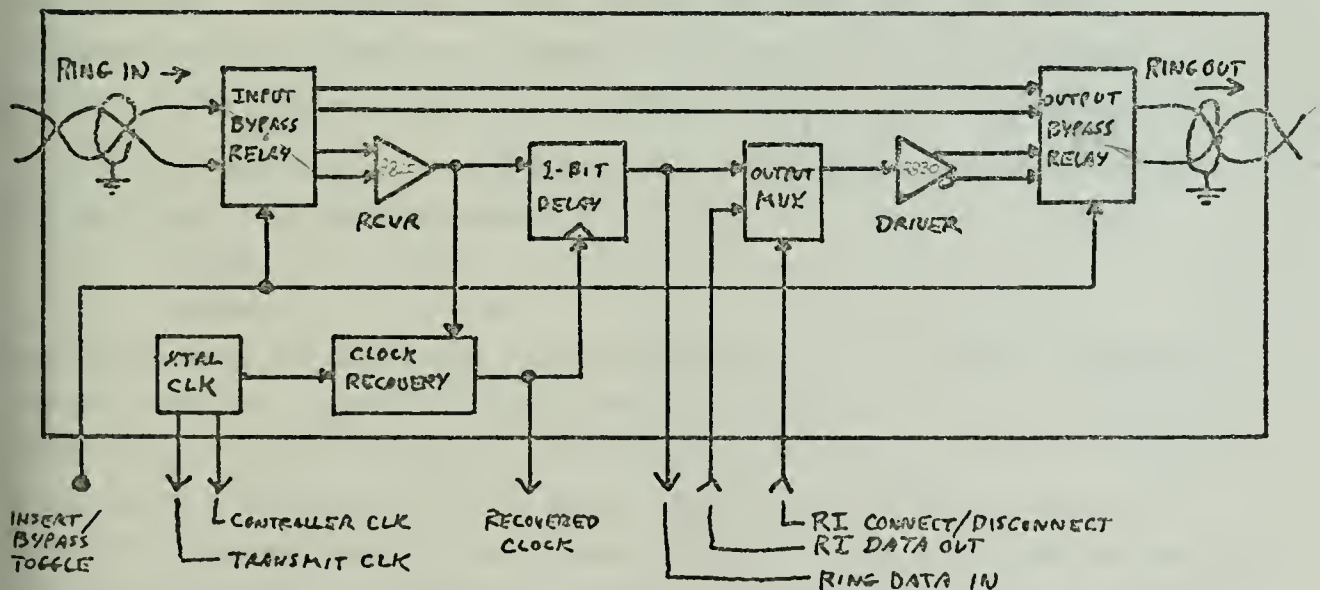 RING IN →
INPUT
BYPASS
RELAY
RCVR
2-BIT
DELAY
OUTPUT
MUX
8830
DRIVER
OUTPUT
BYPASS
RELAY
RING OUT
XTAL
CLK
CLOCK
RECOVERY
INSERT/
BYPASS
TOGGLE
CONTROLLER CLK
TRANSMIT CLK
RECOVERED
CLOCK
RI CONNECT/DISCONNECT
RI DATA OUT
RING DATA IN